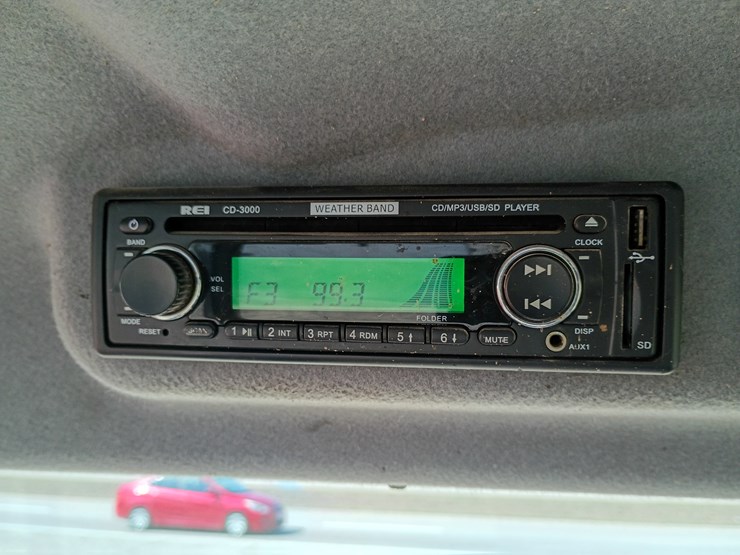 REI CD-3000 WEATHER BAND CD/MP3/USB/SD PLAYER
BAND
CLOCK
VOL
SEL
F3 99.3
FOLDER
MODE
RESET
1 2 INT 3 RPT 4 RDM 5 6 MUTE
DISP
AUX1
SD